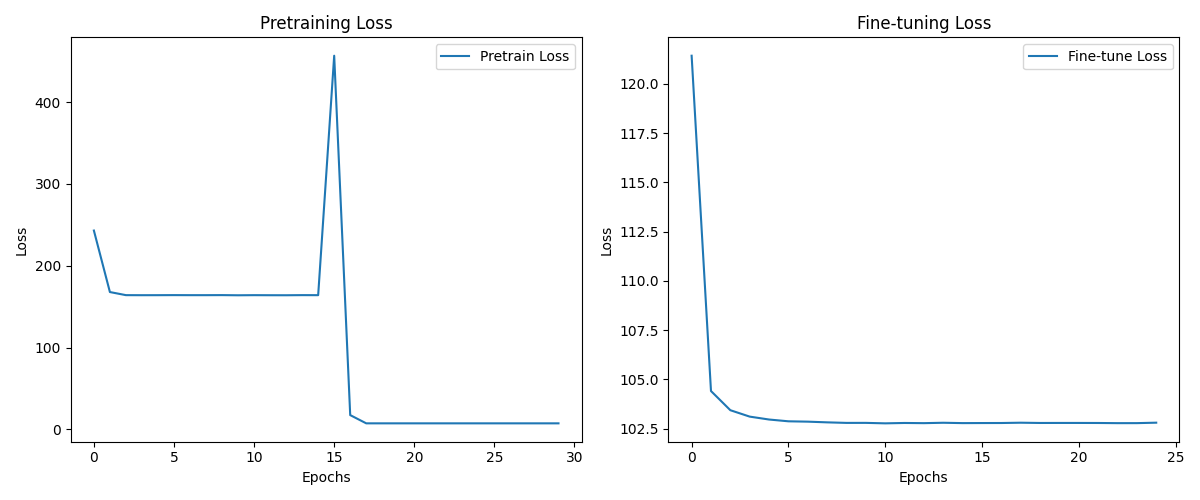 Pretraining Loss
Pretrain Loss
400
300
200
100
0
Loss
0 5 10 15 20 25 30
Epochs
Fine-tuning Loss
Fine-tune Loss
120.0
117.5
115.0
112.5
110.0
107.5
105.0
102.5
Loss
0 5 10 15 20 25
Epochs